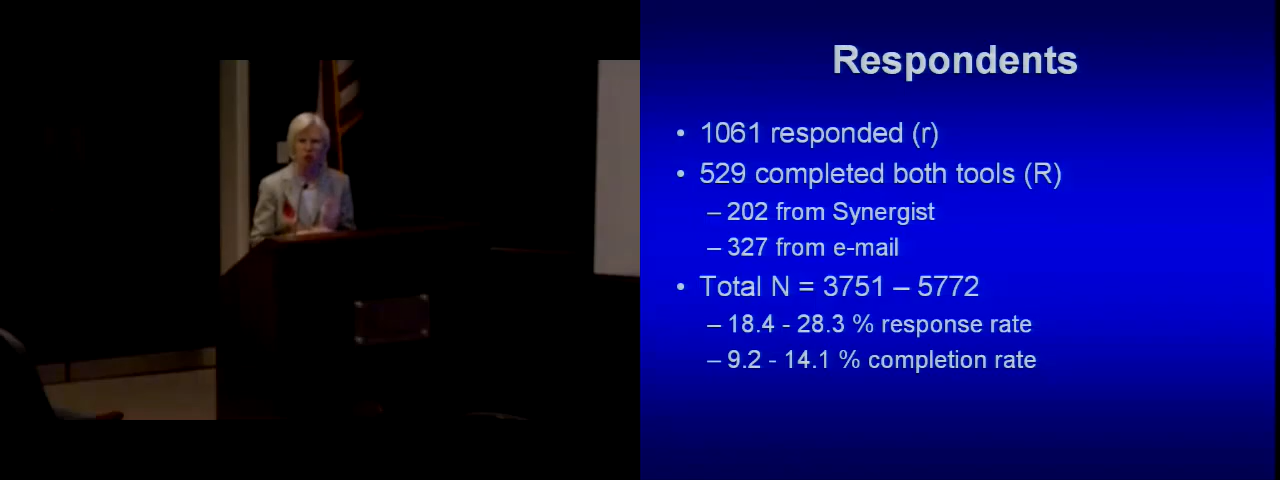 Respondents
• 1061 responded (r)
• 529 completed both tools (R)
– 202 from Synergist
– 327 from e-mail
• Total N = 3751 – 5772
– 18.4 - 28.3 % response rate
– 9.2 - 14.1 % completion rate